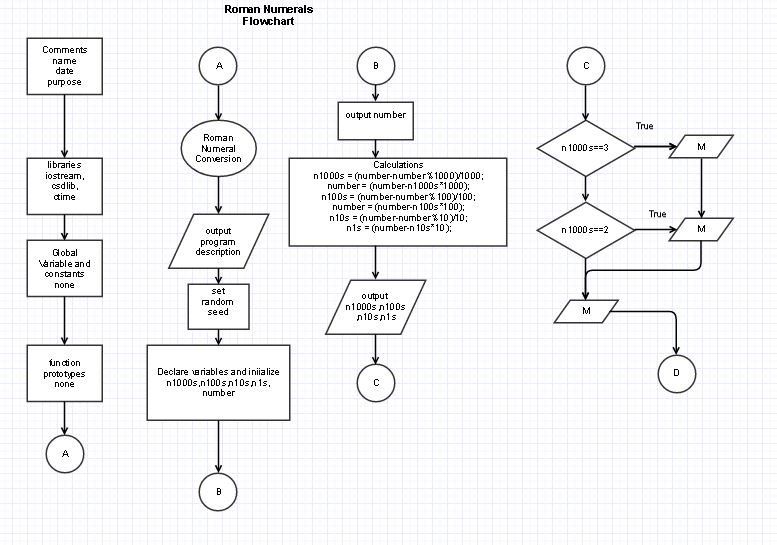 Roman Numerals
Flowchart
Comments
name
date
purpose
libraries
iostream,
csdlib,
ctime
Global
Variable and
constants
none
function
prototypes
none
A
A
Roman
Numeral
Conversion
output
program
description
set
random
seed
Declare variables and iniialize
n1000s,n100s,n10s,n1s,
number
B
B
output number
Calculations
n1000s = (number-number%1000)/1000;
number = (number-n1000s*1000);
n100s = (number-number%100)/100;
number = (number-n100s*100);
n10s = (number-number%10)/10;
n1s = (number-n10s*10);
output
n1000s,n100s
,n10s,n1s
C
C
n1000s==3
True
M
n1000s==2
True
M
M
D